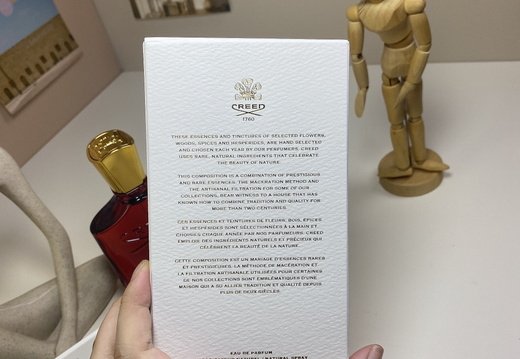 CREED
1760
THESE ESSENCES AND TINCTURES OF SELECTED FLOWERS,
WOODS, SPICES AND HESPERIDES, ARE HAND SELECTED
AND CHOSEN EACH YEAR BY OUR PERFUMERS. CREED
USES RARE, NATURAL INGREDIENTS THAT CELEBRATE
THE BEAUTY OF NATURE.
THIS COMPOSITION IS A COMBINATION OF PRESTIGIOUS
AND RARE ESSENCES. THE MACERATION METHOD AND
THE ARTISANAL FILTRATION FOR SOME OF OUR
COLLECTIONS, BEAR WITNESS TO A HOUSE THAT HAS
KNOWN HOW TO COMBINE TRADITION AND QUALITY FOR
MORE THAN TWO CENTURIES.
CES ESSENCES ET TEINTURES DE FLEURS, BOIS, ÉPICES
ET HESPÉRIDES SONT SÉLECTIONNÉES À LA MAIN ET
CHOISIES CHAQUE ANNÉE PAR NOS PARFUMEURS. CREED
EMPLOIE DES INGRÉDIENTS NATURELS ET PRÉCIEUX QUI
CÉLÈBRENT LA BEAUTÉ DE LA NATURE.
CETTE COMPOSITION EST UN MARIAGE D'ESSENCES RARES
ET PRESTIGIEUSES. LA MÉTHODE DE MACÉRATION ET
LA FILTRATION ARTISANALE UTILISÉES POUR CERTAINES
DE NOS COLLECTIONS SONT EMBLÉMATIQUES D'UNE
MAISON QUI A SU ALLIER TRADITION ET QUALITÉ DEPUIS
PLUS DE DEUX SIÈCLES.
EAU DE PARFUM
NATURAL SPRAY